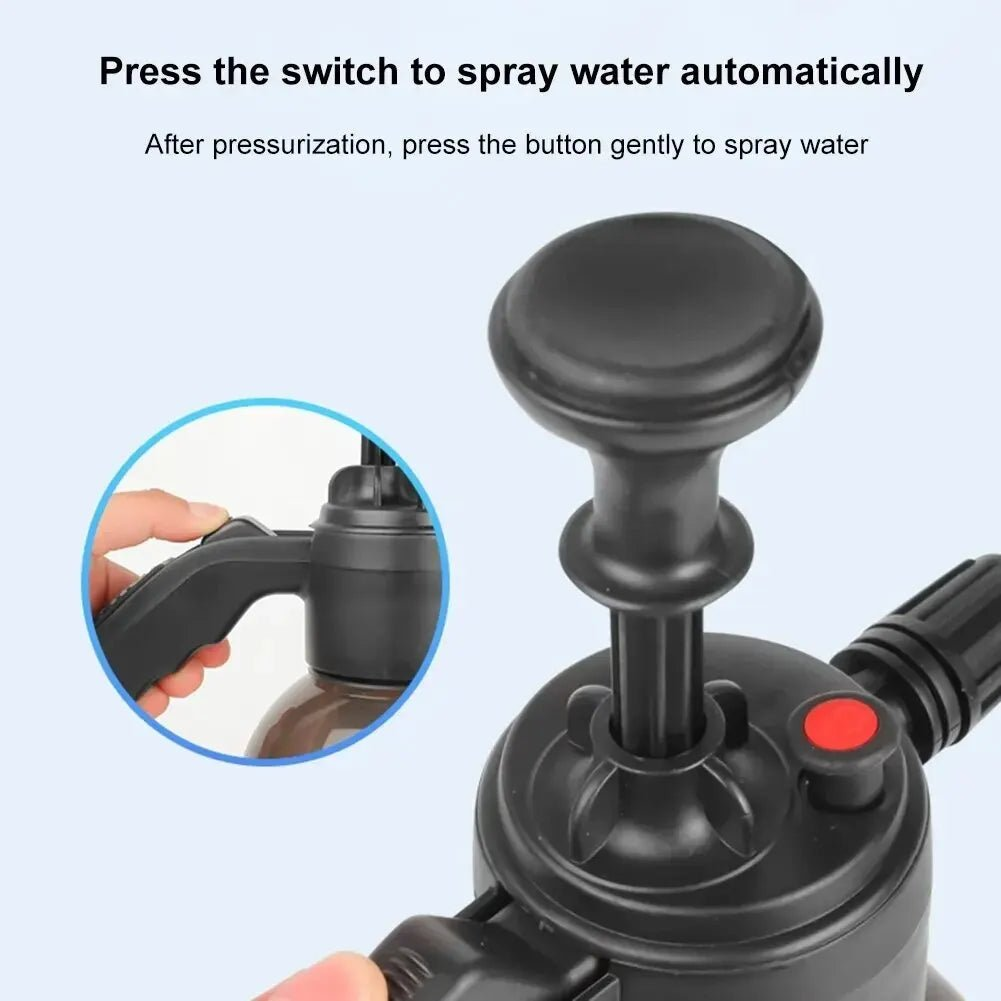 Press the switch to spray water automatically
After pressurization, press the button gently to spray water